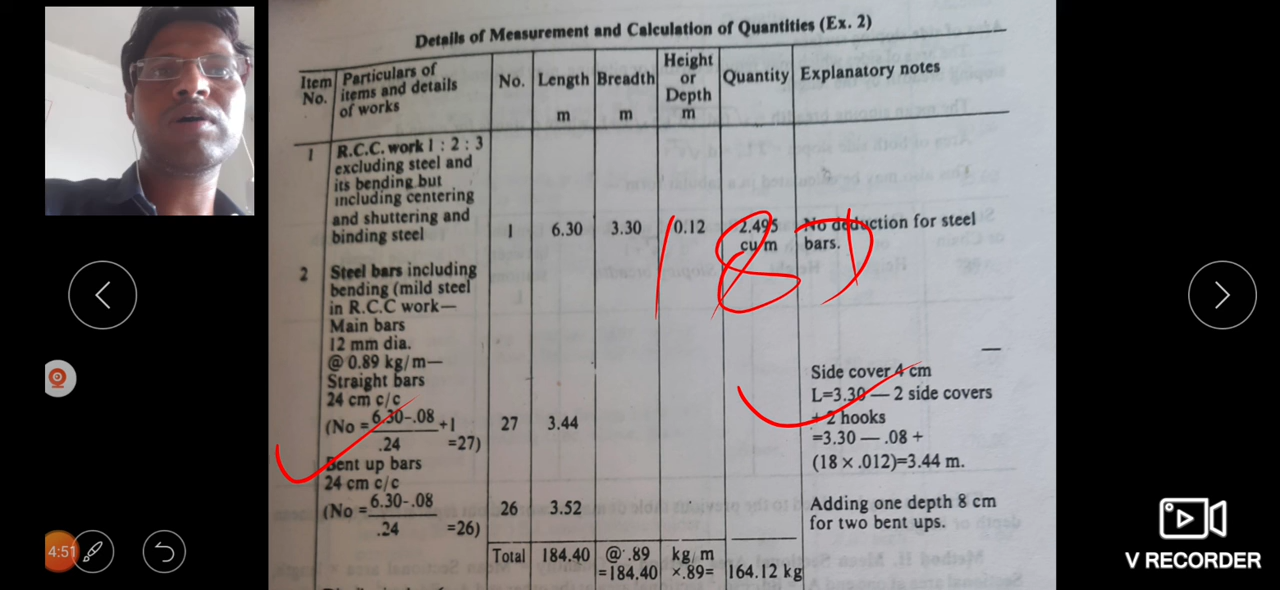 Details of Measurement and Calculation of Quantities (Ex. 2)
Item No.
Particulars of items and details of works
No.
Length m
Breadth m
Height or Depth m
Quantity
Explanatory notes
1
R.C.C. work 1 : 2 : 3
excluding steel and
its bending but
including centering
and shuttering and
binding steel
1
6.30
3.30
0.12
2.495
cu m
No deduction for steel
bars.
18D
2
Steel bars including
bending (mild steel
in R.C.C work—
Main bars
12 mm dia.
@ 0.89 kg/m—
Straight bars
24 cm c/c
(No = 6.30-.08 +1
.24 =27)
27
3.44
Side cover 4 cm
L=3.30 — 2 side covers
+ 2 hooks
=3.30 — .08 +
(18 × .012)=3.44 m.
Bent up bars
24 cm c/c
(No = 6.30-.08
.24 =26)
26
3.52
Adding one depth 8 cm
for two bent ups.
Total
184.40
@ .89 kg m
=184.40 ×.89=
164.12 kg
4:51
V RECORDER